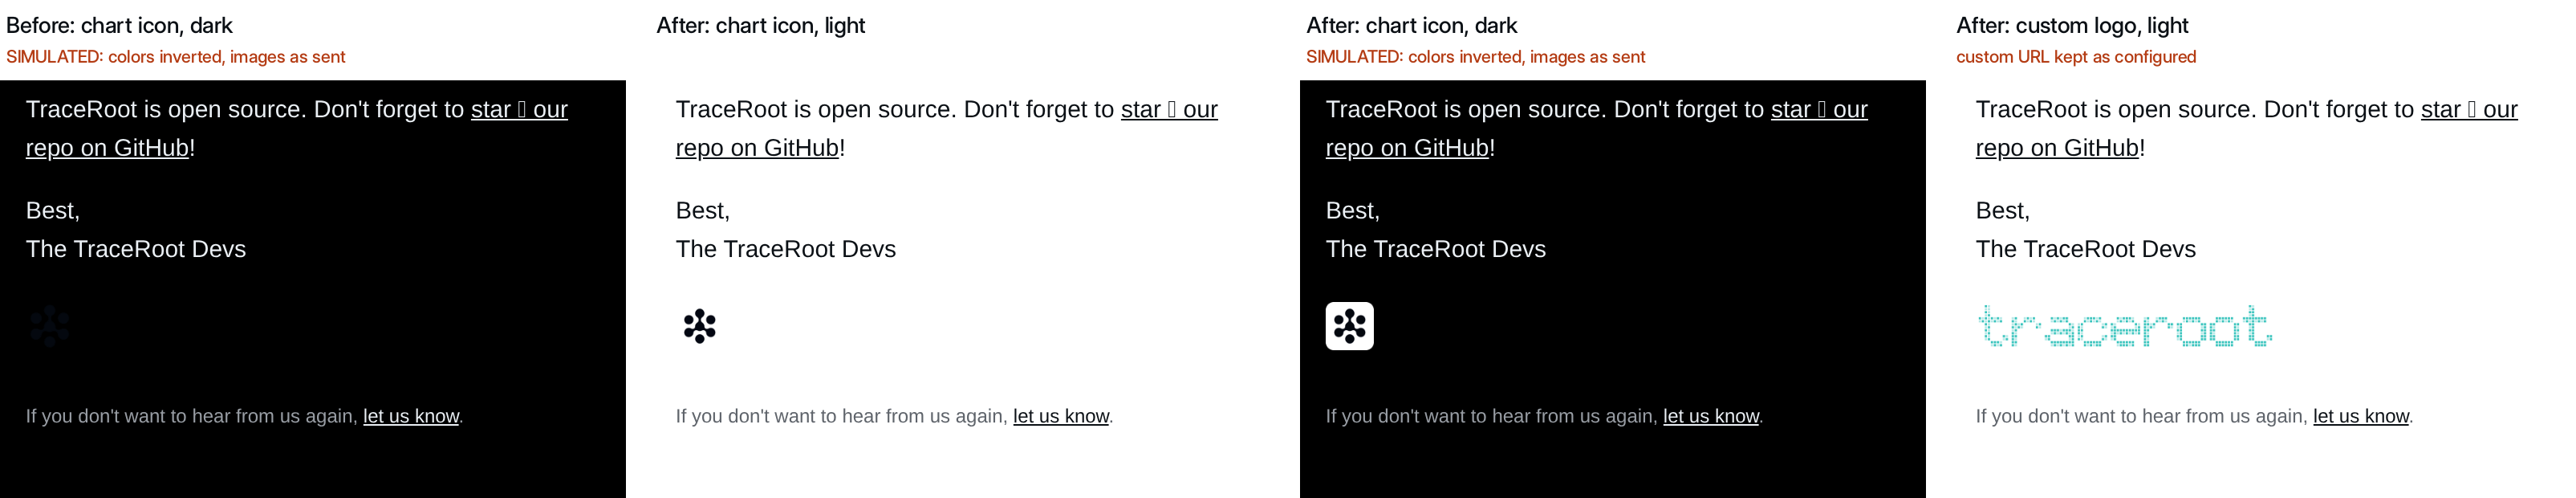 Before: chart icon, dark
SIMULATED: colors inverted, images as sent
TraceRoot is open source. Don't forget to star ▯ our
repo on GitHub!
Best,
The TraceRoot Devs
If you don't want to hear from us again, let us know.
After: chart icon, light
TraceRoot is open source. Don't forget to star ▯ our
repo on GitHub!
Best,
The TraceRoot Devs
If you don't want to hear from us again, let us know.
After: chart icon, dark
SIMULATED: colors inverted, images as sent
TraceRoot is open source. Don't forget to star ▯ our
repo on GitHub!
Best,
The TraceRoot Devs
If you don't want to hear from us again, let us know.
After: custom logo, light
custom URL kept as configured
TraceRoot is open source. Don't forget to star ▯ our
repo on GitHub!
Best,
The TraceRoot Devs
traceroot
If you don't want to hear from us again, let us know.